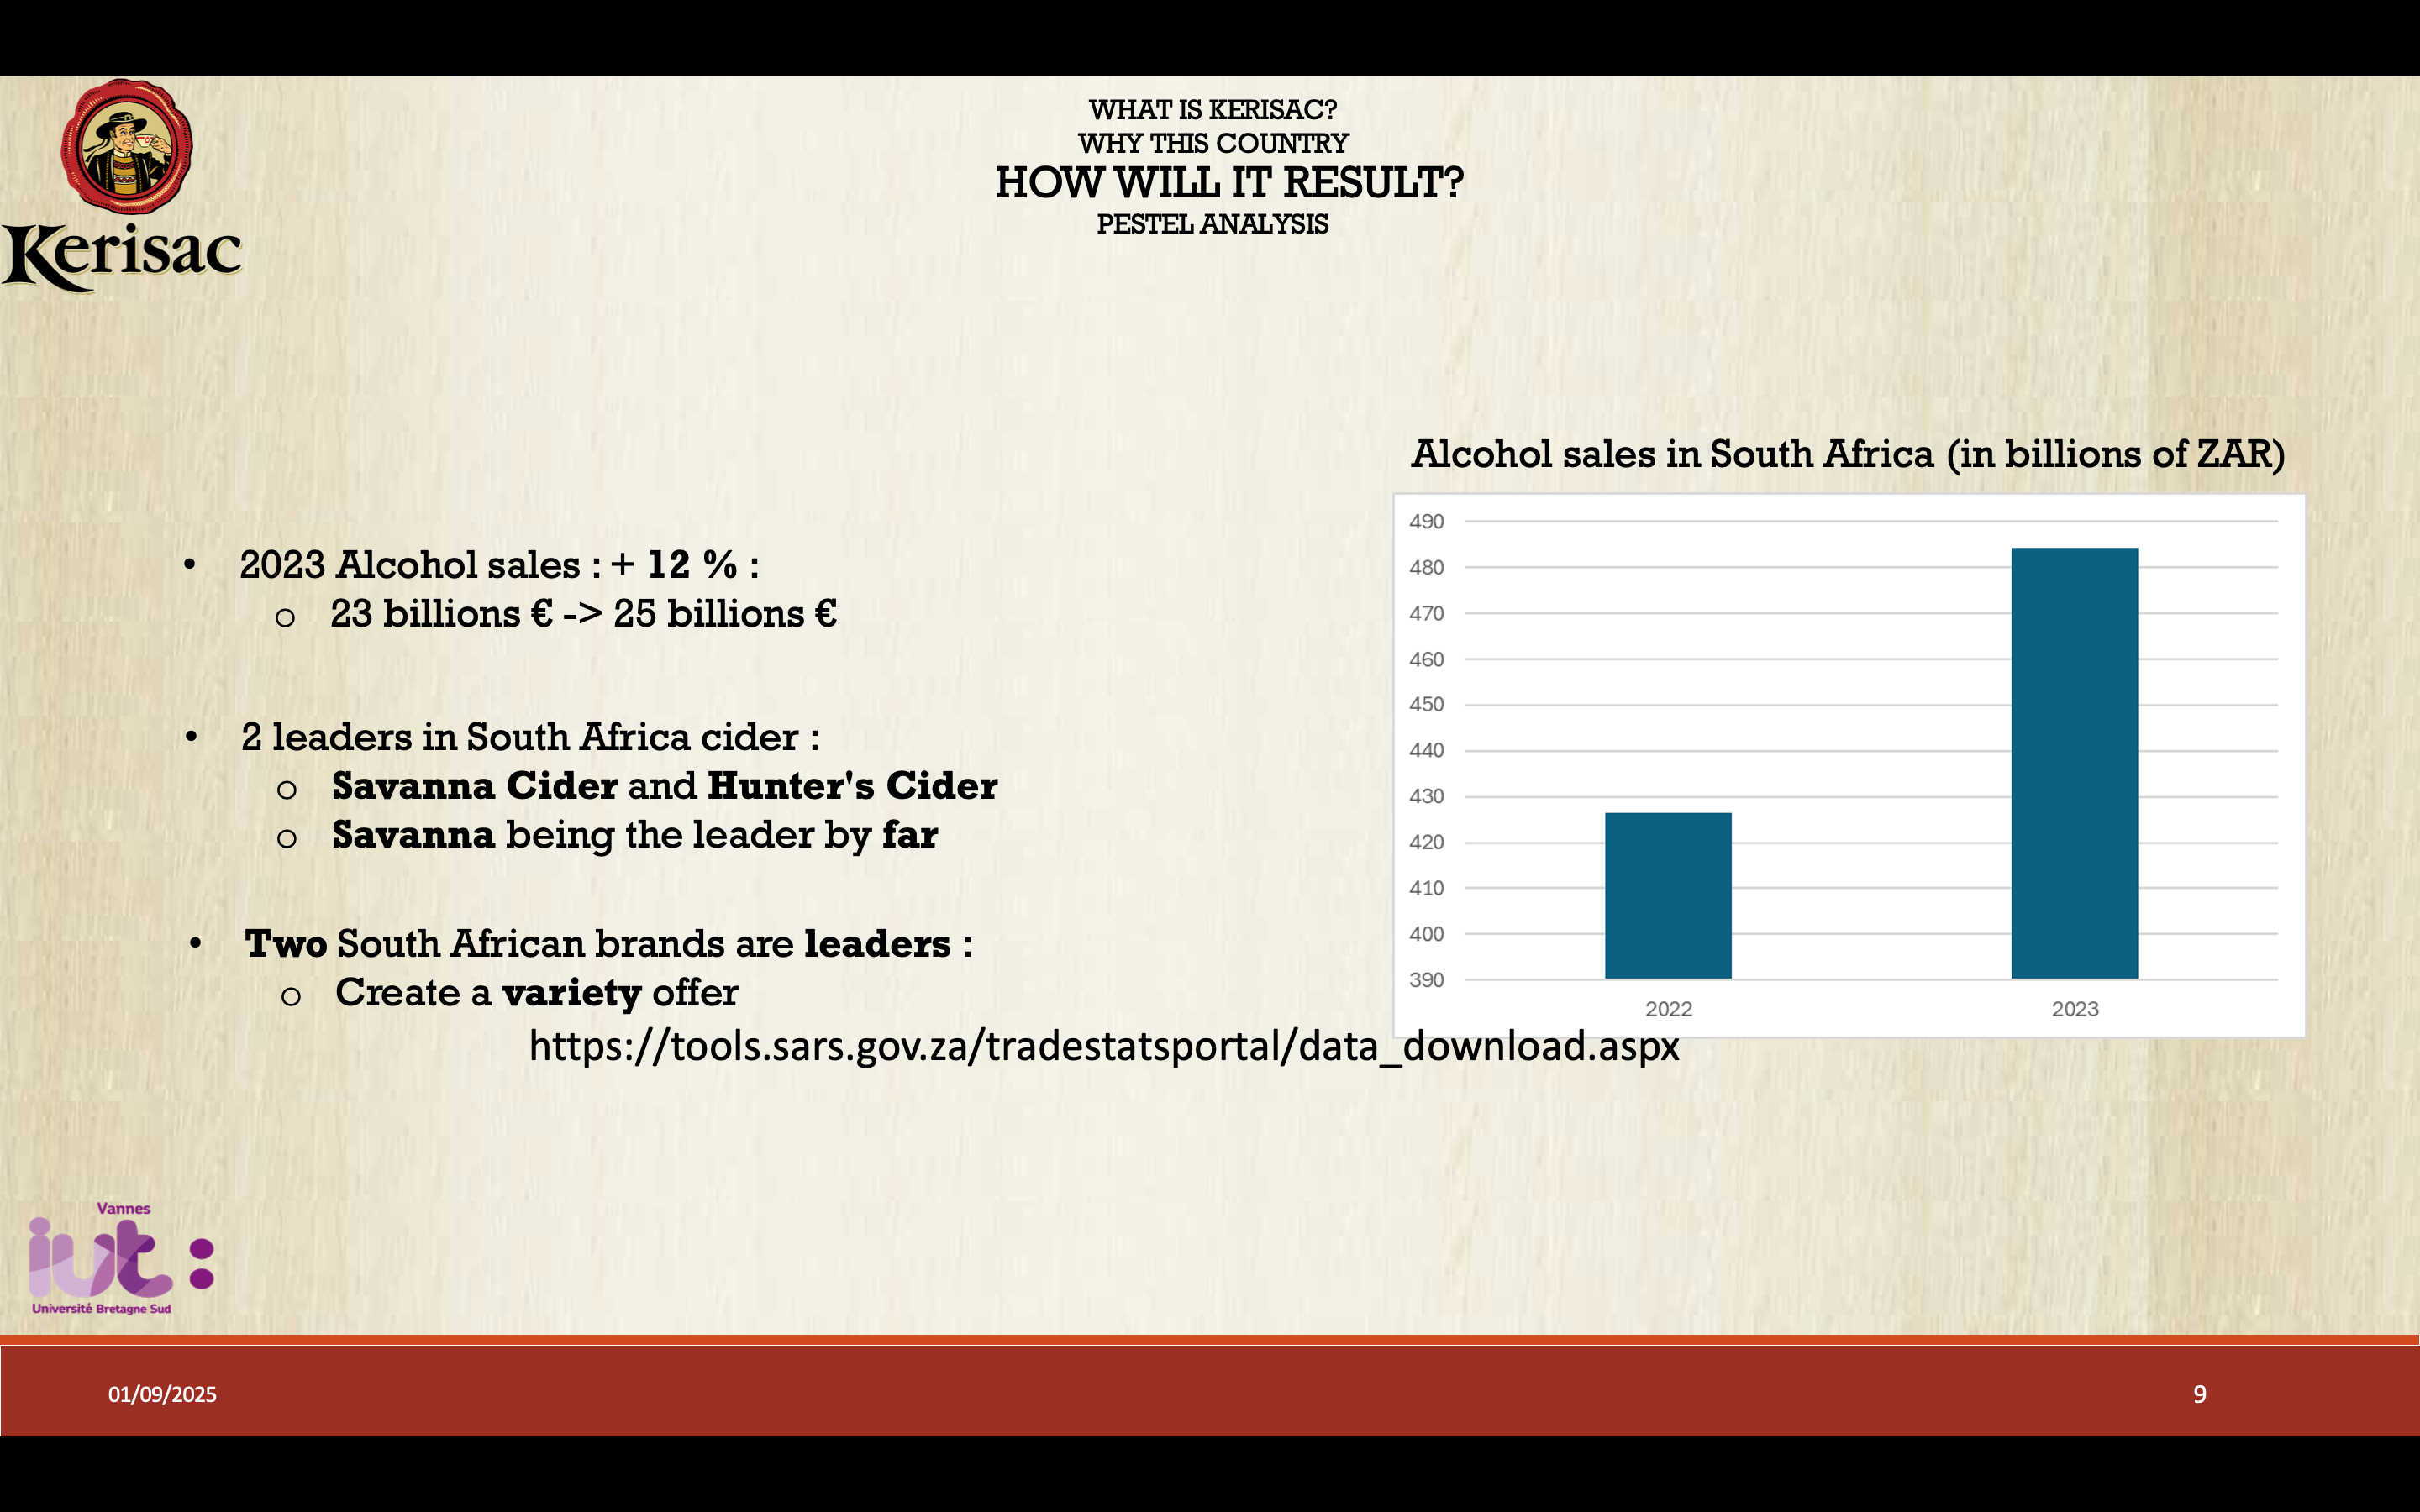 Kerisac
WHAT IS KERISAC?
WHY THIS COUNTRY
HOW WILL IT RESULT?
PESTEL ANALYSIS
• 2023 Alcohol sales : + 12 % :
o 23 billions € -> 25 billions €
• 2 leaders in South Africa cider :
o Savanna Cider and Hunter's Cider
o Savanna being the leader by far
• Two South African brands are leaders :
o Create a variety offer
https://tools.sars.gov.za/tradestatsportal/data_download.aspx
Alcohol sales in South Africa (in billions of ZAR)
490
480
470
460
450
440
430
420
410
400
390
2022 2023
Vannes
iut:
Université Bretagne Sud
01/09/2025
9